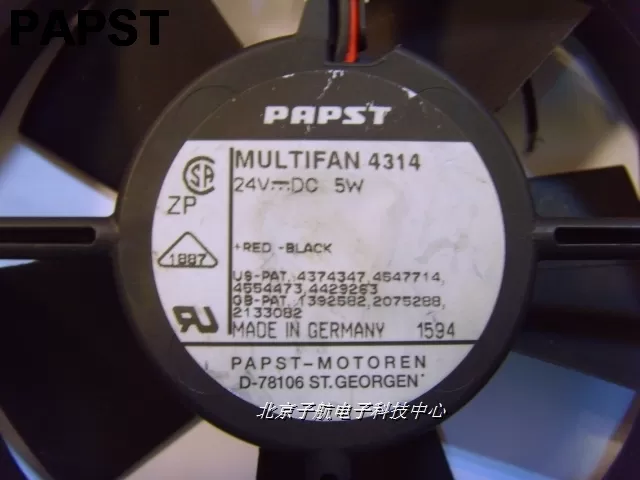 PAPST
PAPST
MULTIFAN 4314
24V⎓DC 5W
SA
ZP
+RED -BLACK
1887
US-PAT. 4374347,4547714,
4554473,4429263
GB-PAT. 1392582,2075288,
2133082
RU
MADE IN GERMANY 1594
PAPST-MOTOREN
D-78106 ST.GEORGEN
北京子航电子科技中心